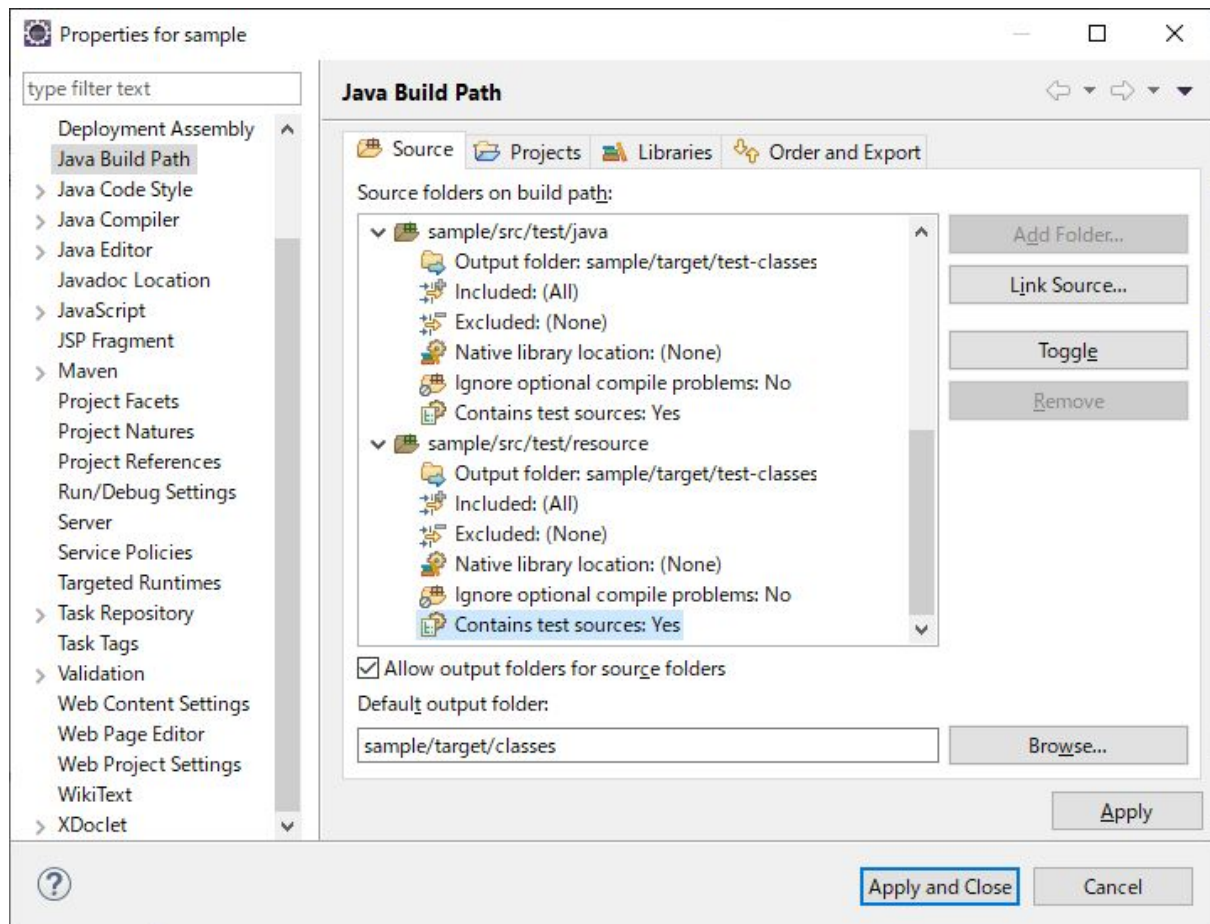 Properties for sample
type filter text
Deployment Assembly
Java Build Path
Java Code Style
Java Compiler
Java Editor
Javadoc Location
JavaScript
JSP Fragment
Maven
Project Facets
Project Natures
Project References
Run/Debug Settings
Server
Service Policies
Targeted Runtimes
Task Repository
Task Tags
Validation
Web Content Settings
Web Page Editor
Web Project Settings
WikiText
XDoclet
Java Build Path
Source
Projects
Libraries
Order and Export
Source folders on build path:
sample/src/test/java
Output folder: sample/target/test-classes
Included: (All)
Excluded: (None)
Native library location: (None)
Ignore optional compile problems: No
Contains test sources: Yes
sample/src/test/resource
Output folder: sample/target/test-classes
Included: (All)
Excluded: (None)
Native library location: (None)
Ignore optional compile problems: No
Contains test sources: Yes
Add Folder...
Link Source...
Toggle
Remove
Allow output folders for source folders
Default output folder:
sample/target/classes
Browse...
Apply
?
Apply and Close
Cancel